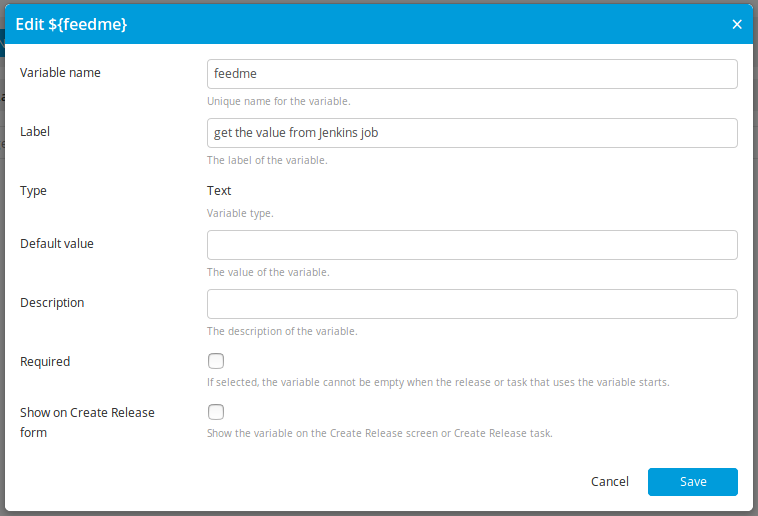 Edit ${feedme}
×
Variable name
feedme
Unique name for the variable.
Label
get the value from Jenkins job
The label of the variable.
Type
Text
Variable type.
Default value
The value of the variable.
Description
The description of the variable.
Required
If selected, the variable cannot be empty when the release or task that uses the variable starts.
Show on Create Release
form
Show the variable on the Create Release screen or Create Release task.
Cancel
Save